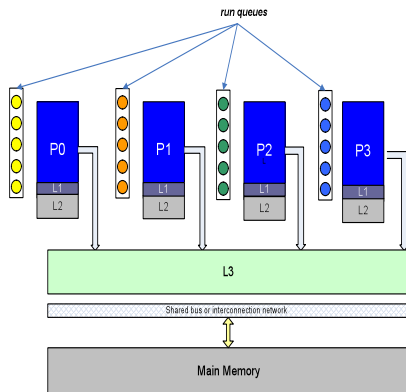 run queues
P0
P1
P2
P3
L1
L1
L1
L1
L2
L2
L2
L2
L3
Shared bus or interconnection network
Main Memory